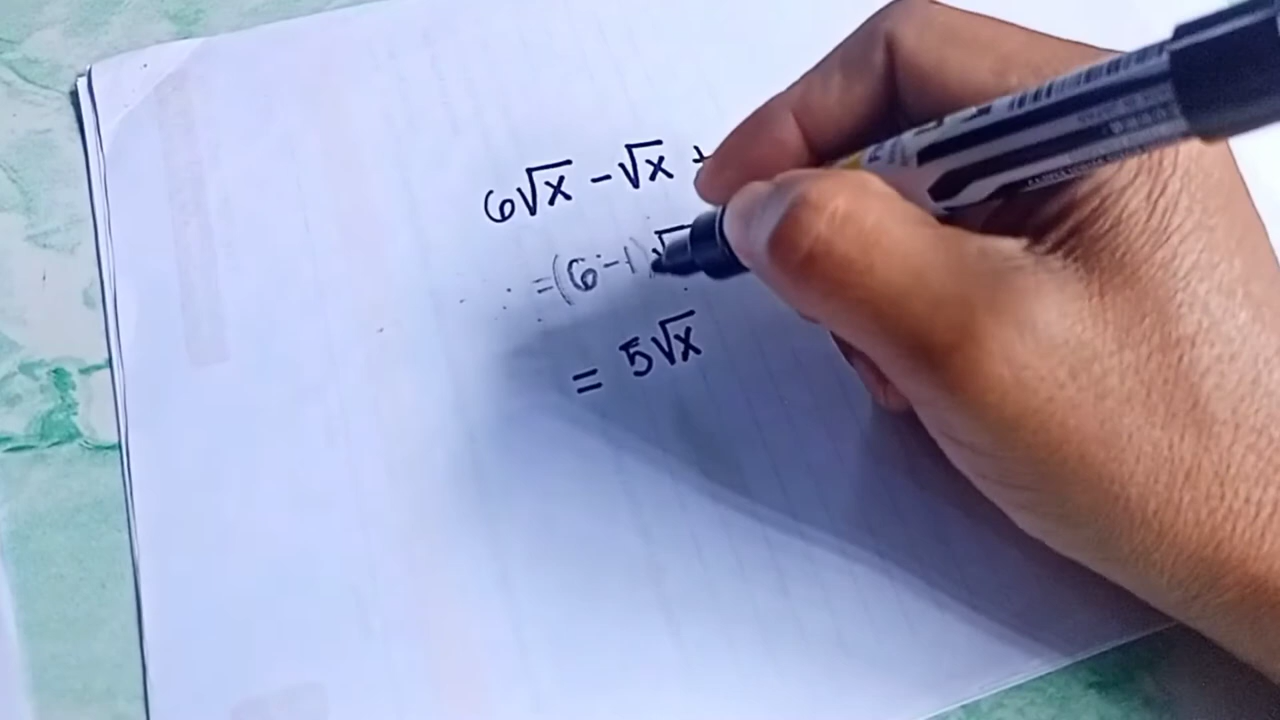 6√x - √x +
=(6-1)√
= 5√x